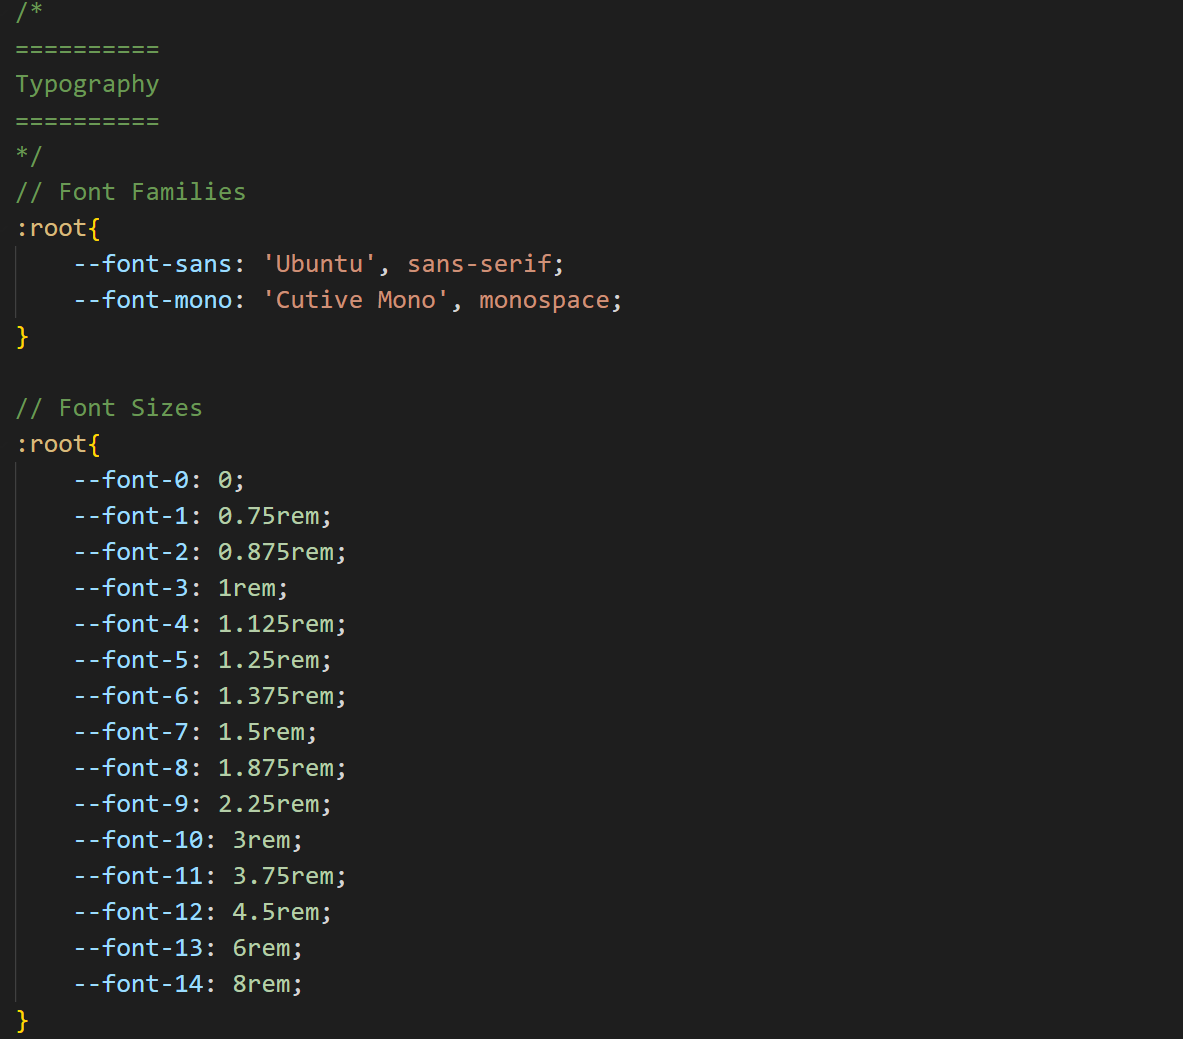 /*
==========
Typography
==========
*/
// Font Families
:root{
    --font-sans: 'Ubuntu', sans-serif;
    --font-mono: 'Cutive Mono', monospace;
}

// Font Sizes
:root{
    --font-0: 0;
    --font-1: 0.75rem;
    --font-2: 0.875rem;
    --font-3: 1rem;
    --font-4: 1.125rem;
    --font-5: 1.25rem;
    --font-6: 1.375rem;
    --font-7: 1.5rem;
    --font-8: 1.875rem;
    --font-9: 2.25rem;
    --font-10: 3rem;
    --font-11: 3.75rem;
    --font-12: 4.5rem;
    --font-13: 6rem;
    --font-14: 8rem;
}